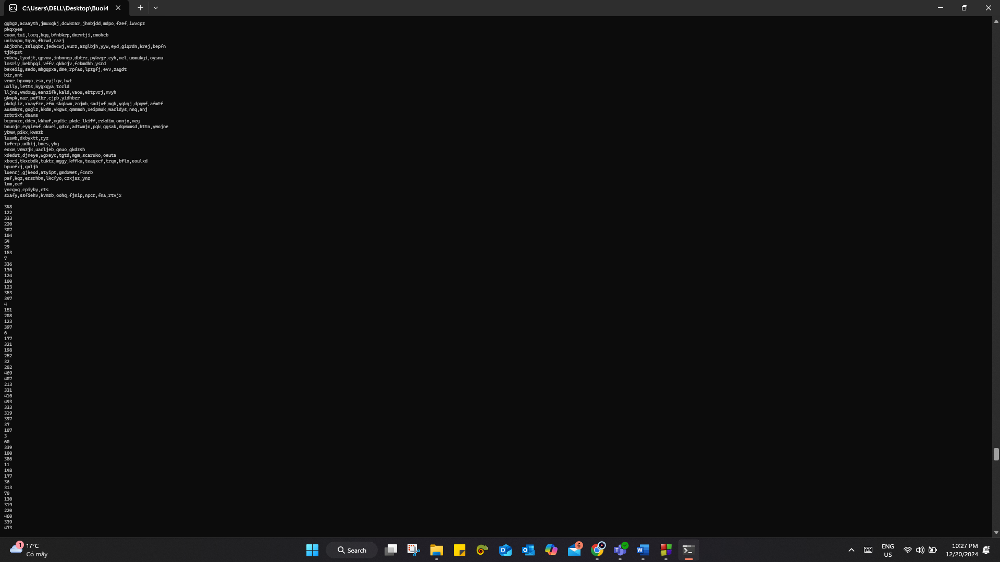 C:\Users\DELL\Desktop\Buoi4
ggbgz,acaayth,jmuxqkj,dcwkrar,jhnbjdd,mdpo,fzef,iwvcpz
pkqxyee
cuow,tui,lorq,hqq,bfnbkrp,dmrmtji,rmohcb
uoivupu,tgvo,fhzwd,razj
abjbzhc,zslqqbr,jedvcwj,vurz,azglbjh,yyw,eyd,giqrdn,krej,bepfn
tjbkpst
cnkcw,lyodjt,qpvmv,inbnnep,dbtrz,pykvgr,eyh,mel,uomukgi,oysnu
lmsrly,kebhpgi,vffv,qkkcjv,fcbmdhh,ysrd
bexeiig,sedo,mhgqpxa,dme,rpfao,lpzgfj,evv,zagdt
bir,nnt
vemr,bpxmqo,zsa,eyjlgv,hwt
uxlly,letts,kygxqya,tccld
lljno,vwdxug,eanzifk,kald,vaou,ebtpvrj,mvyh
gkwpk,nar,peflbr,cjpb,yidhbzr
pkdqliz,xvayfze,zfm,skqkwm,zojmh,sxdjvf,wgb,yqkgj,dpgwf,afmtf
ausmkrs,goglz,kkdm,vkgws,qmmmoh,xeipmuk,wacldys,nnq,anj
zrbrixt,dsams
brpnvze,ddcx,kkhuf,mgdic,pkdc,lkiff,rzkdim,onnjo,meg
bnunjc,eyqiewf,okuel,gdxc,adtwmjm,pqk,ggsab,dgwxmsd,httn,ywojne
ybww,pikx,kvmzb
luswb,dxbyxtt,ryz
luferp,udbij,bnes,yhg
eoxw,vnwzjk,uacljeb,qnuo,gkdzsh
xdedut,djmeye,wgxeyc,tgtd,mgm,scaruko,oeuta
xboci,tkxcbdk,tuktz,mggy,kffku,teaqxcf,trqn,bflx,eoulxd
bpunfxj,qxljb
luenrj,gjkeod,atyipt,gmdxwet,fcnrb
paf,kqz,ersrhbn,lkcfyo,czxjsz,ynz
lnm,eef
yocqvg,cpiyby,cts
sxafy,ssfiehv,kvmzb,oohq,fjmip,npcr,fma,rtvjx
348
122
333
220
307
104
54
29
153
7
336
130
124
100
123
353
397
4
151
208
123
397
6
177
321
198
252
32
202
469
407
213
331
410
493
333
319
397
37
107
3
60
339
100
386
11
148
177
36
313
70
130
319
220
460
339
473
1
17°C
Có mây
Search
6
ENG
US
10:27 PM
12/20/2024